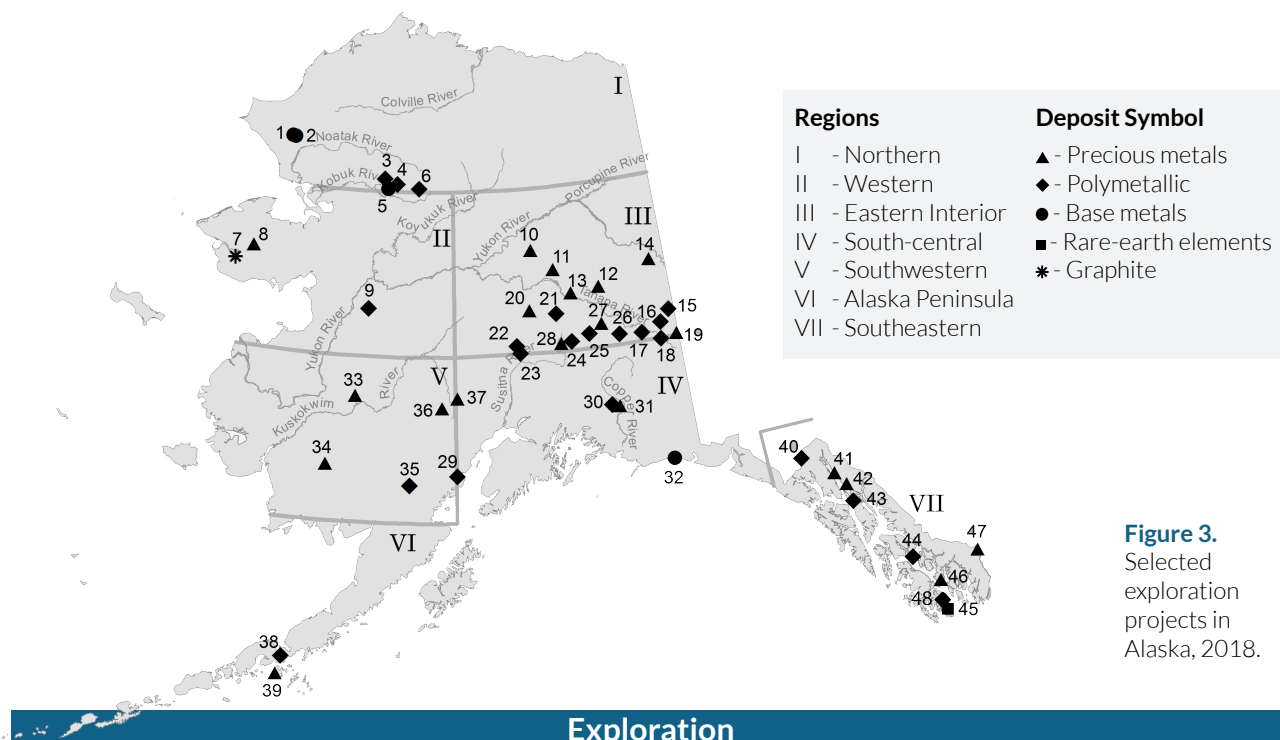 I
Colville River
1
2
Noatak River
3
4
6
Kobuk River
5
Porcupine River
Koyukuk River
II
III
Yukon River
7
8
10
14
11
9
12
13
Tanana River
15
20
21
27
26
16
Yukon River
22
28
25
17
19
24
18
23
V
IV
33
River
Susitna River
37
Copper River
36
30
31
Kuskokwim
34
35
29
32
VI
38
39
40
41
42
43
VII
47
44
46
48
45
Regions
I - Northern
II - Western
III - Eastern Interior
IV - South-central
V - Southwestern
VI - Alaska Peninsula
VII - Southeastern
Deposit Symbol
- Precious metals
- Polymetallic
- Base metals
- Rare-earth elements
- Graphite
Figure 3.
Selected
exploration
projects in
Alaska, 2018.
Exploration